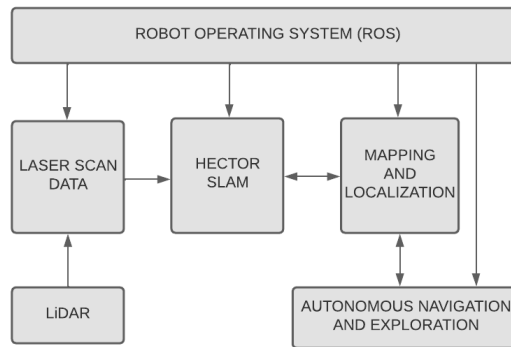 ROBOT OPERATING SYSTEM (ROS)
LASER SCAN
DATA
HECTOR
SLAM
MAPPING
AND
LOCALIZATION
LiDAR
AUTONOMOUS NAVIGATION
AND EXPLORATION